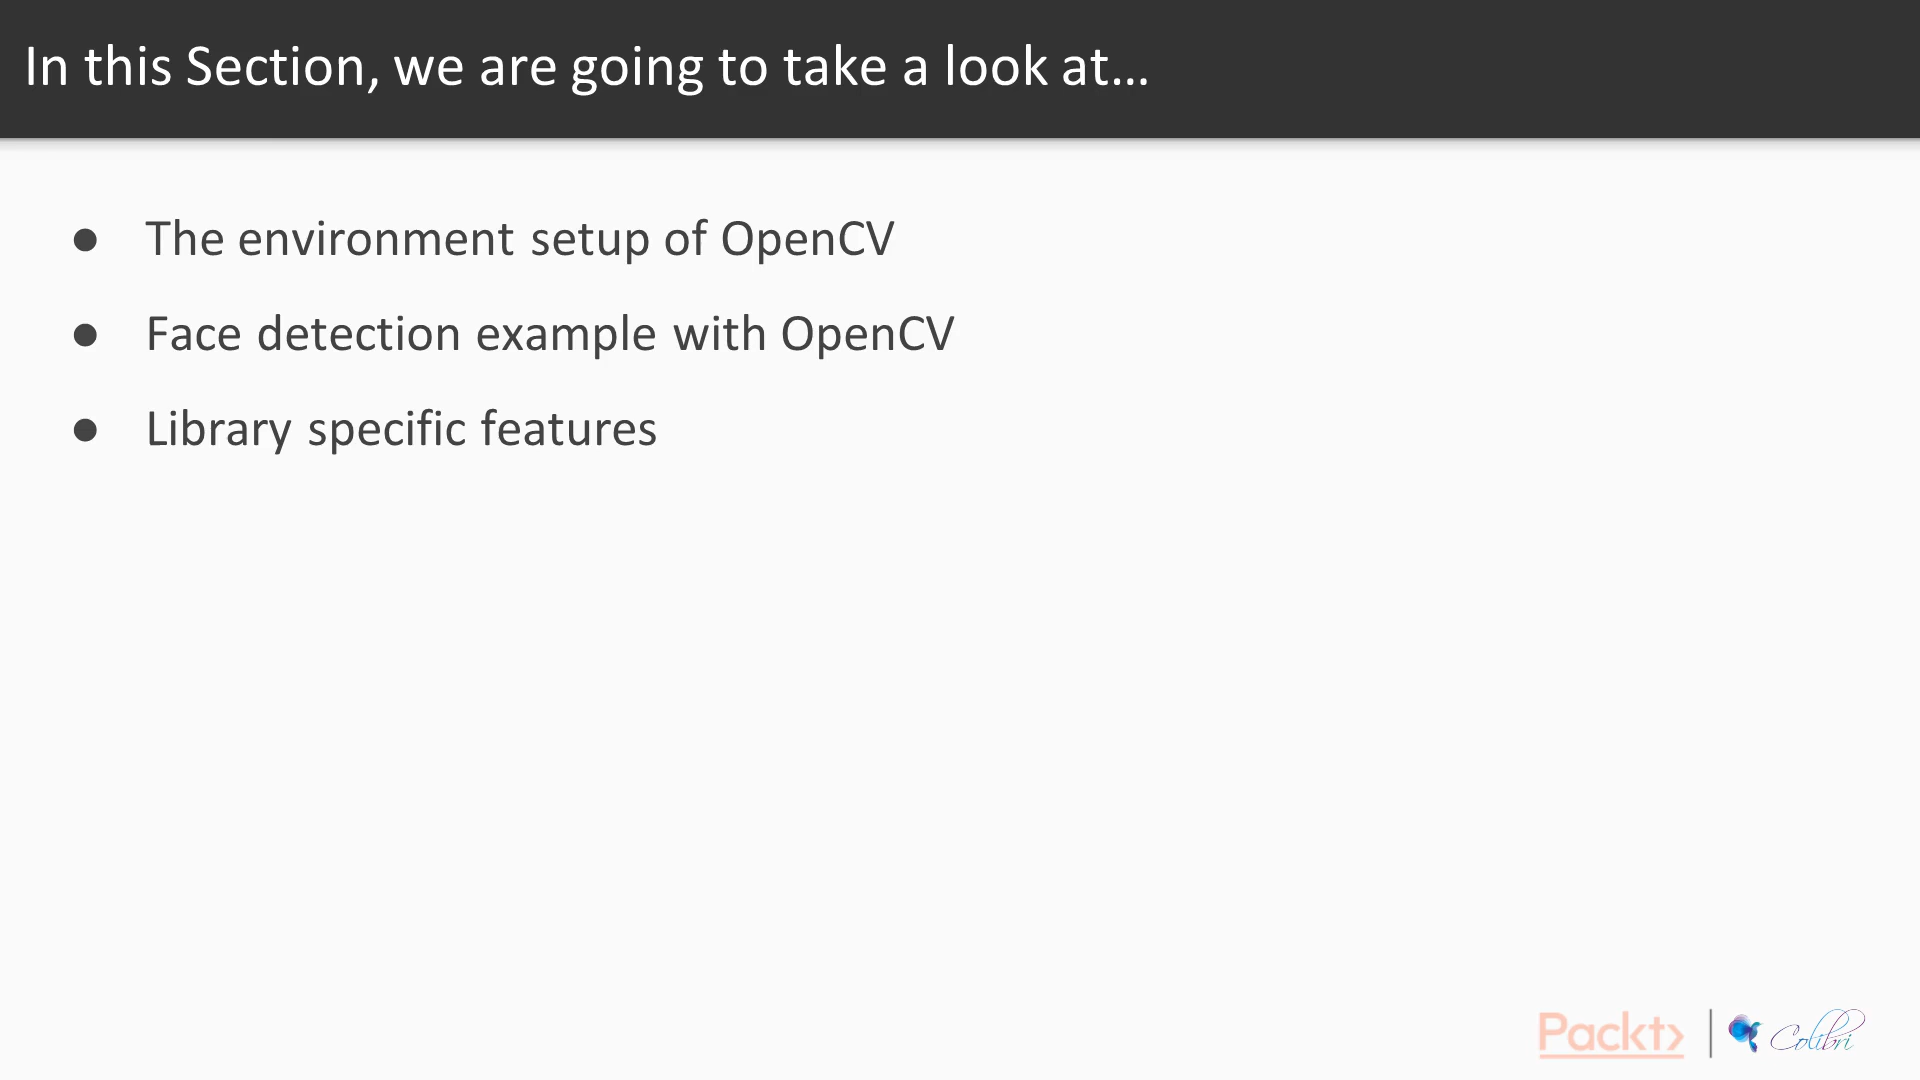 In this Section, we are going to take a look at...
● The environment setup of OpenCV
● Face detection example with OpenCV
● Library specific features
Packt> | Colibri